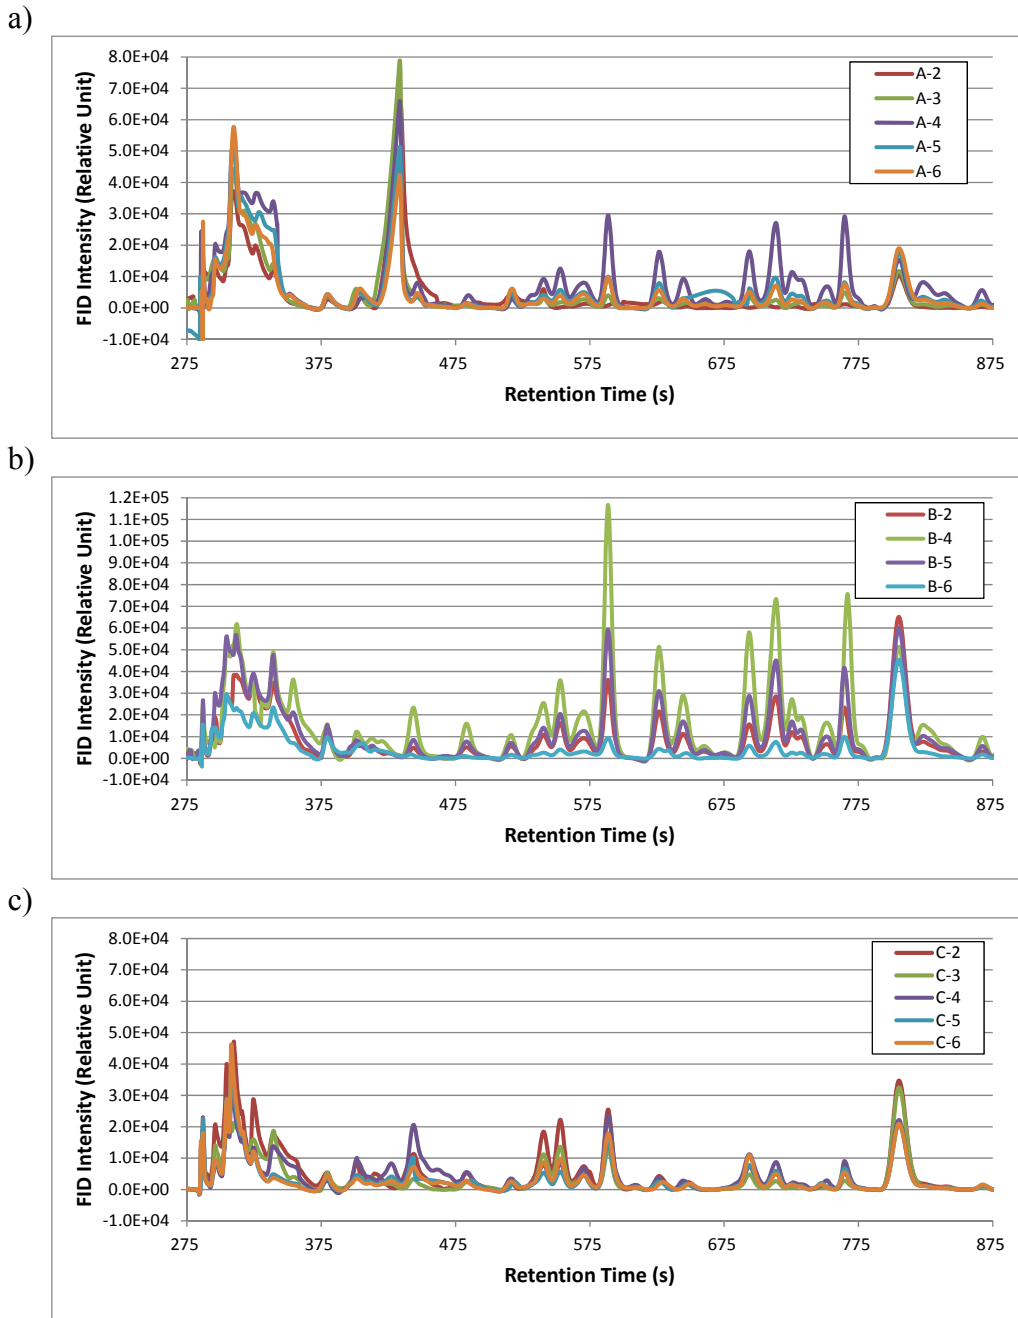 a)
8.0E+04
7.0E+04
6.0E+04
5.0E+04
4.0E+04
3.0E+04
2.0E+04
1.0E+04
0.0E+00
-1.0E+04
FID Intensity (Relative Unit)
A-2
A-3
A-4
A-5
A-6
275 375 475 575 675 775 875
Retention Time (s)
b)
1.2E+05
1.1E+05
1.0E+05
9.0E+04
8.0E+04
7.0E+04
6.0E+04
5.0E+04
4.0E+04
3.0E+04
2.0E+04
1.0E+04
0.0E+00
-1.0E+04
FID Intensity (Relative Unit)
B-2
B-4
B-5
B-6
275 375 475 575 675 775 875
Retention Time (s)
c)
8.0E+04
7.0E+04
6.0E+04
5.0E+04
4.0E+04
3.0E+04
2.0E+04
1.0E+04
0.0E+00
-1.0E+04
FID Intensity (Relative Unit)
C-2
C-3
C-4
C-5
C-6
275 375 475 575 675 775 875
Retention Time (s)